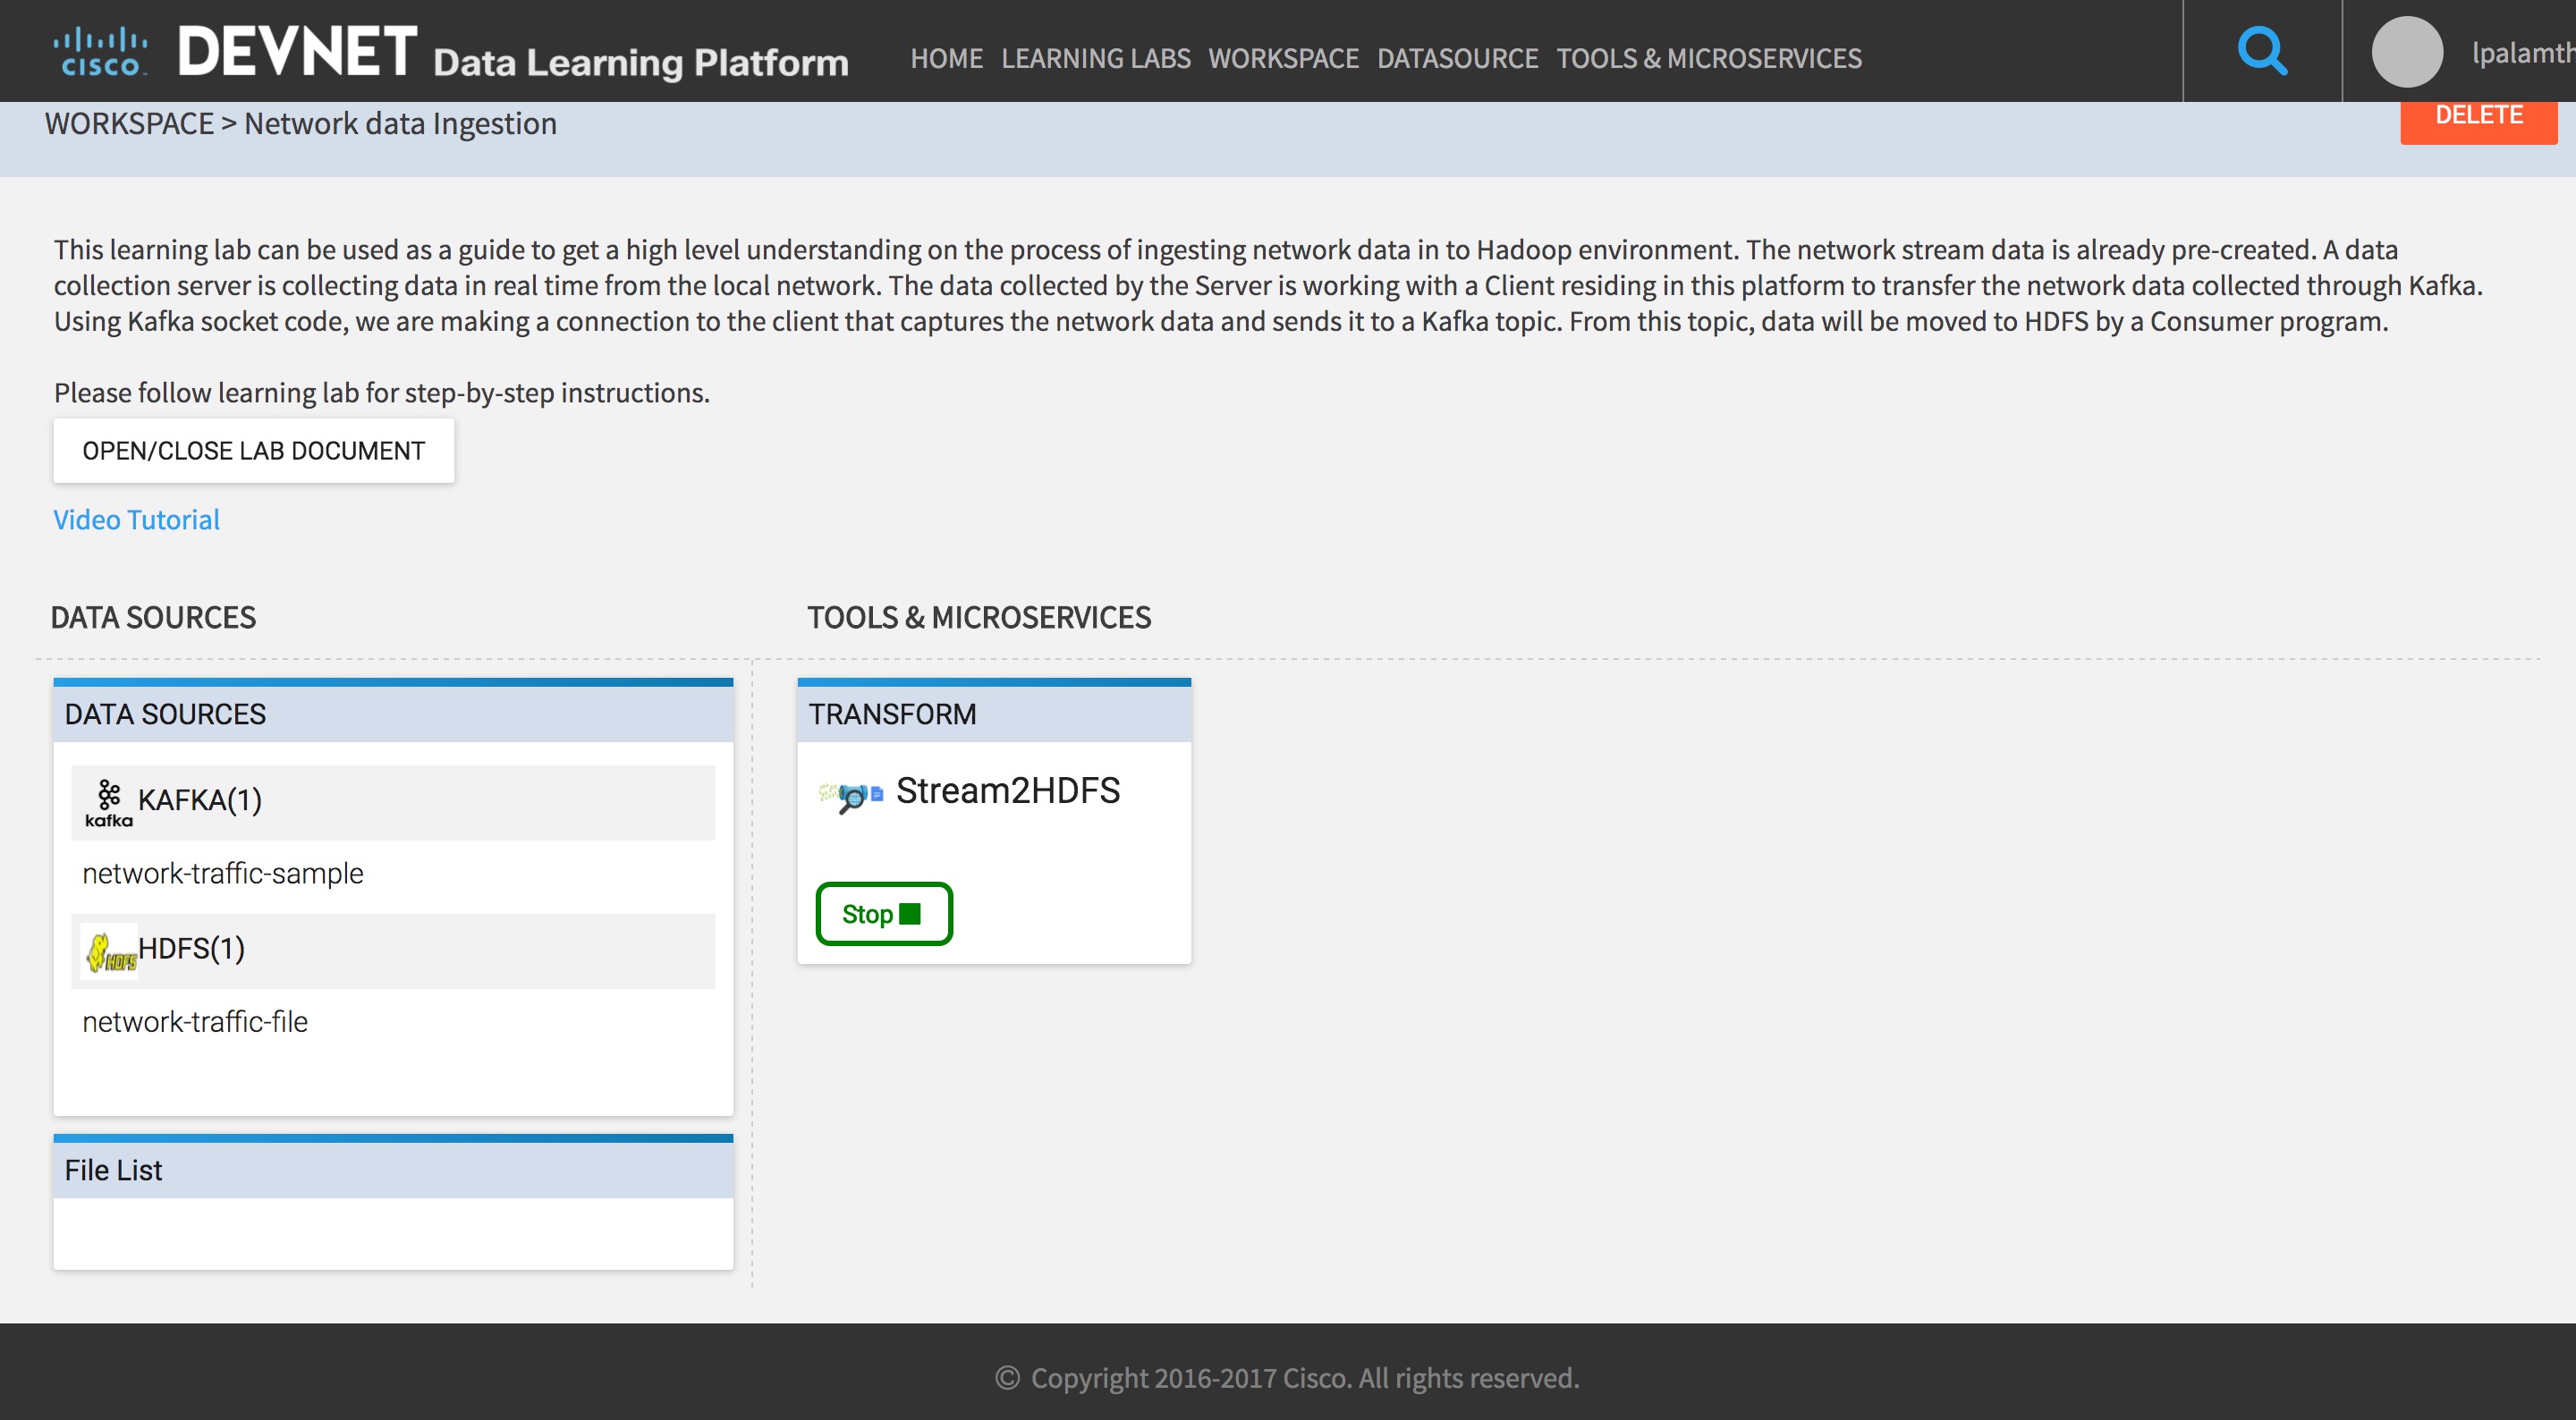 CISCO DEVNET Data Learning Platform HOME LEARNING LABS WORKSPACE DATASOURCE TOOLS & MICROSERVICES lpalamth
WORKSPACE > Network data Ingestion DELETE
This learning lab can be used as a guide to get a high level understanding on the process of ingesting network data in to Hadoop environment. The network stream data is already pre-created. A data
collection server is collecting data in real time from the local network. The data collected by the Server is working with a Client residing in this platform to transfer the network data collected through Kafka.
Using Kafka socket code, we are making a connection to the client that captures the network data and sends it to a Kafka topic. From this topic, data will be moved to HDFS by a Consumer program.
Please follow learning lab for step-by-step instructions.
OPEN/CLOSE LAB DOCUMENT
Video Tutorial
DATA SOURCES
DATA SOURCES
kafka KAFKA(1)
network-traffic-sample
HDFS HDFS(1)
network-traffic-file
File List
TOOLS & MICROSERVICES
TRANSFORM
Stream2HDFS
Stop
© Copyright 2016-2017 Cisco. All rights reserved.